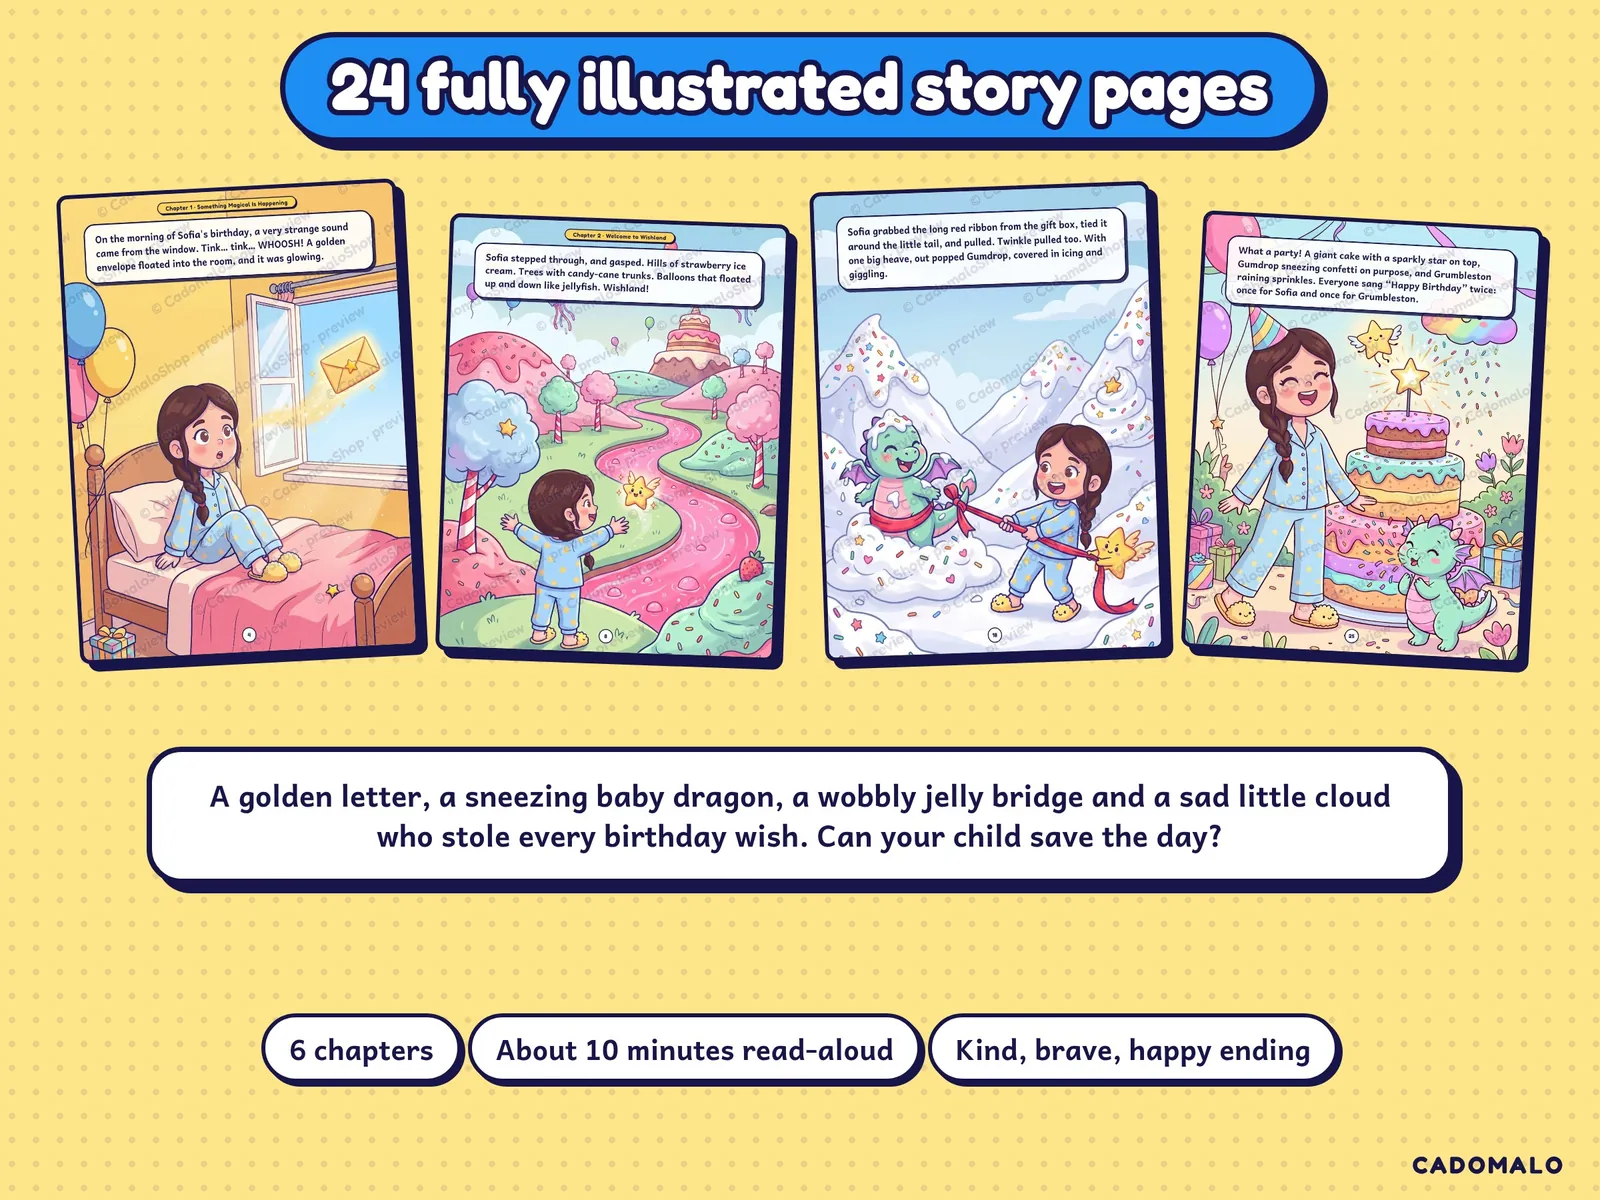 24 fully illustrated story pages
Chapter 1 · Something Magical Is Happening
On the morning of Sofia's birthday, a very strange sound
came from the window. Tink... tink... WHOOSH! A golden
envelope floated into the room, and it was glowing.
4
Chapter 2 · Welcome to Wishland
Sofia stepped through, and gasped. Hills of strawberry ice
cream. Trees with candy-cane trunks. Balloons that floated
up and down like jellyfish. Wishland!
8
Sofia grabbed the long red ribbon from the gift box, tied it
around the little tail, and pulled. Twinkle pulled too. With
one big heave, out popped Gumdrop, covered in icing and
giggling.
What a party! A giant cake with a sparkly star on top,
Gumdrop sneezing confetti on purpose, and Grumbleston
raining sprinkles. Everyone sang "Happy Birthday" twice:
once for Sofia and once for Grumbleston.
25
© CadomaloShop · preview
A golden letter, a sneezing baby dragon, a wobbly jelly bridge and a sad little cloud
who stole every birthday wish. Can your child save the day?
6 chapters
About 10 minutes read-aloud
Kind, brave, happy ending
CADOMALO